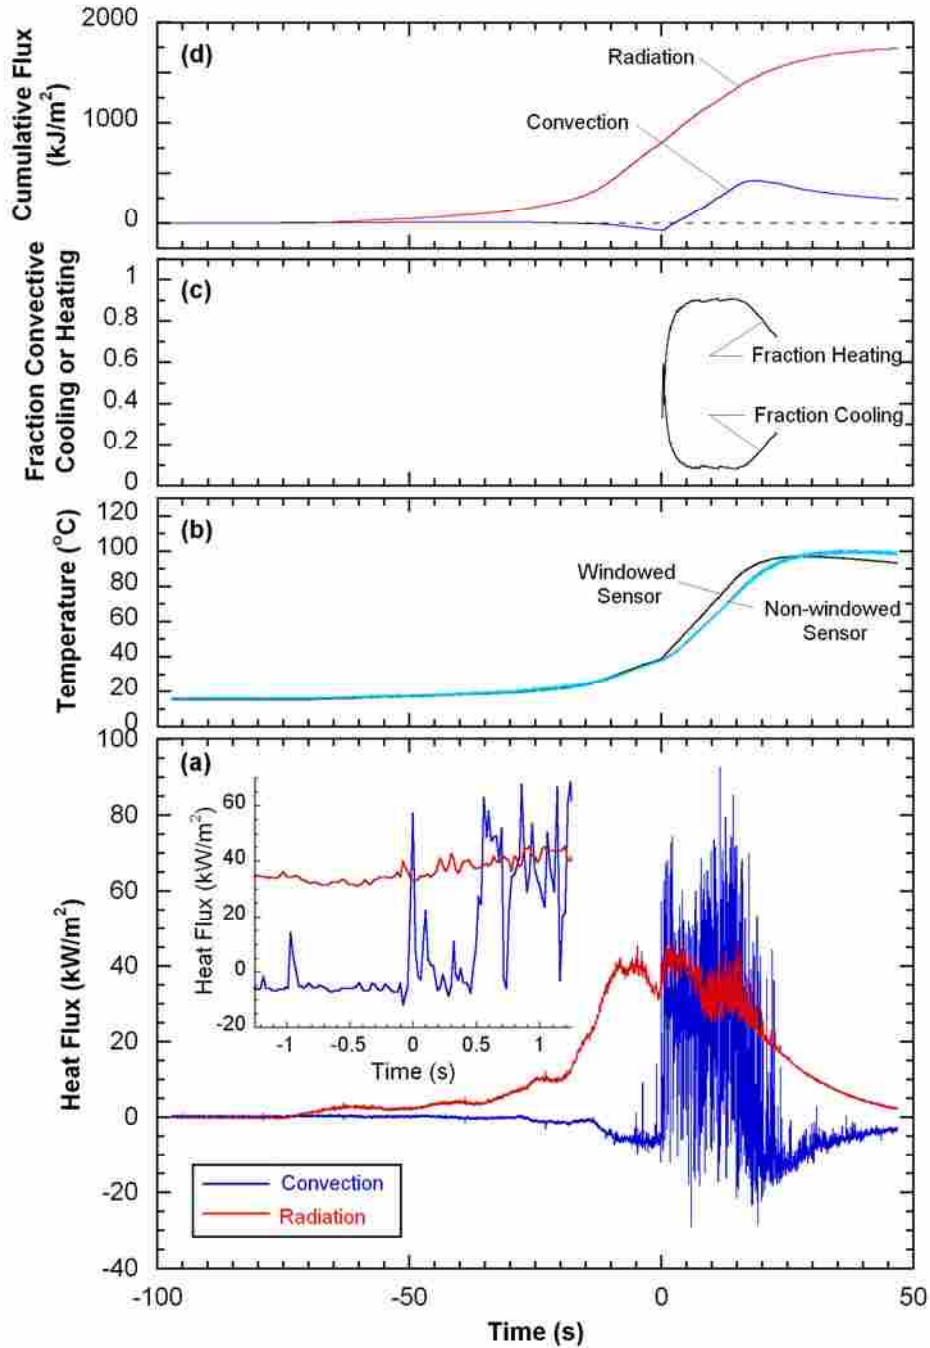 2000
1000
0
Cumulative Flux
(kJ/m²)
(d)
Radiation
Convection
1
0.8
0.6
0.4
0.2
0
Fraction Convective
Cooling or Heating
(c)
Fraction Heating
Fraction Cooling
120
100
80
60
40
20
0
Temperature (°C)
(b)
Windowed
Sensor
Non-windowed
Sensor
100
80
60
40
20
0
-20
-40
Heat Flux (kW/m²)
(a)
60
40
20
0
-20
Heat Flux (kW/m²)
-1 -0.5 0 0.5 1
Time (s)
Convection
Radiation
-100 -50 0 50
Time (s)